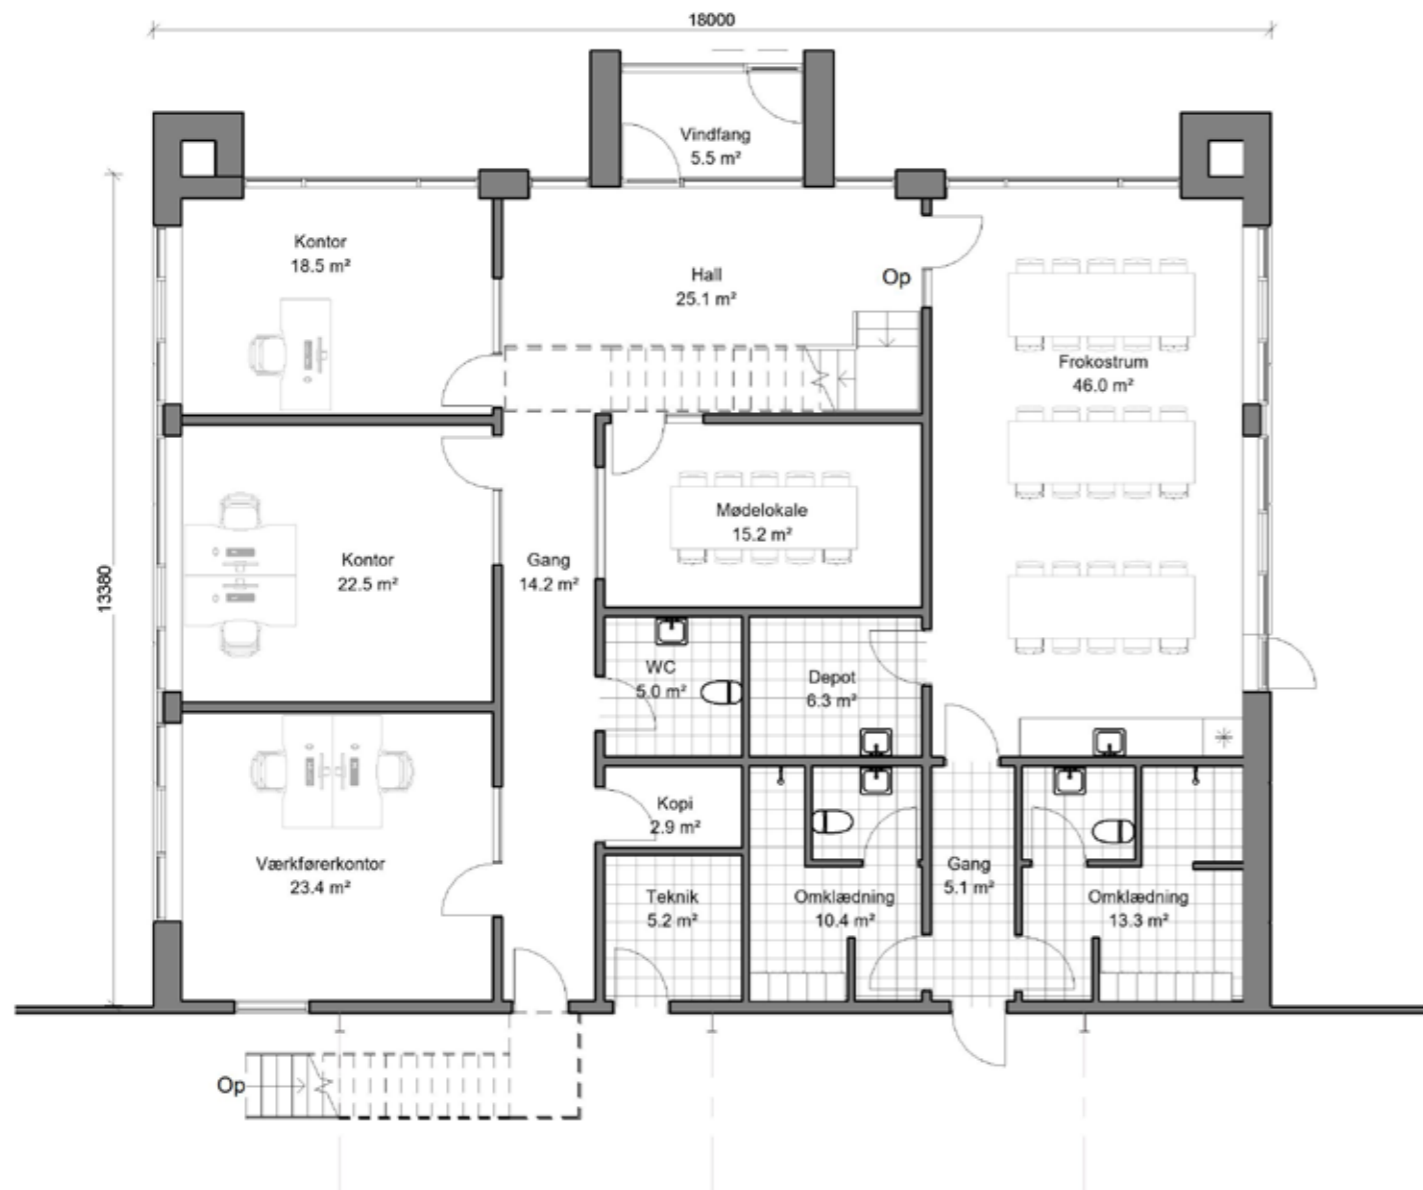 18000
Vindfang
5.5 m²
Kontor
18.5 m²
Hall
25.1 m²
Op
Frokostrum
46.0 m²
13380
Kontor
22.5 m²
Gang
14.2 m²
Mødelokale
15.2 m²
WC
5.0 m²
Depot
6.3 m²
Kopi
2.9 m²
Værkførerkontor
23.4 m²
Teknik
5.2 m²
Omklædning
10.4 m²
Gang
5.1 m²
Omklædning
13.3 m²
Op